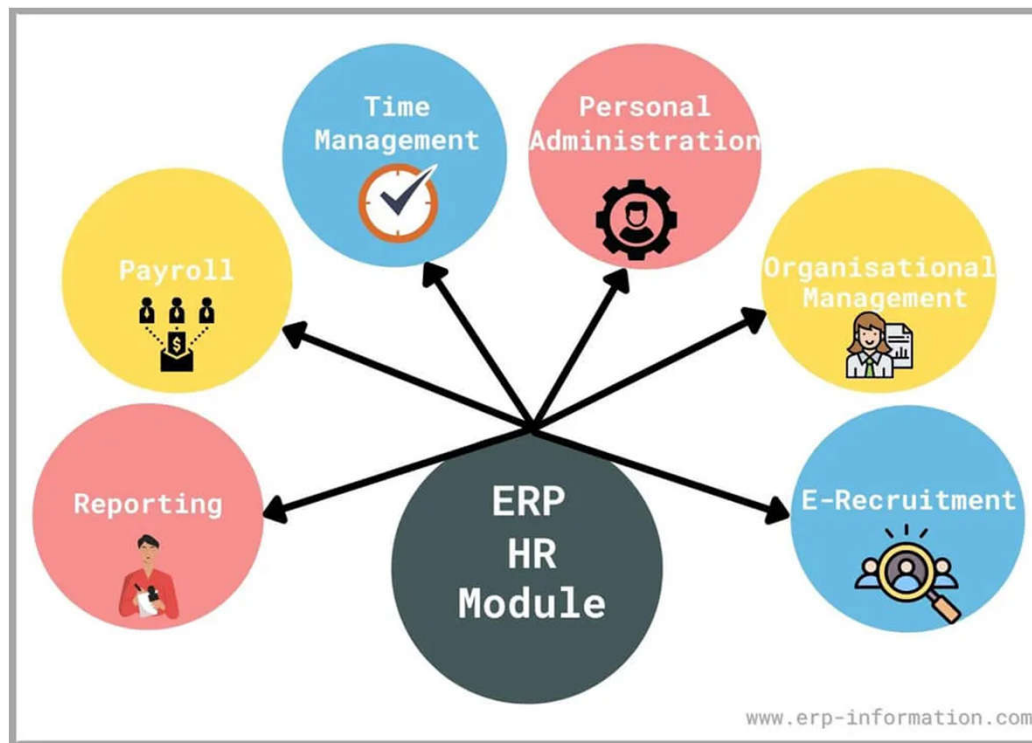 Time
Management
Personal
Administration
Payroll
Organisational
Management
Reporting
E-Recruitment
ERP
HR
Module
$
www.erp-information.com